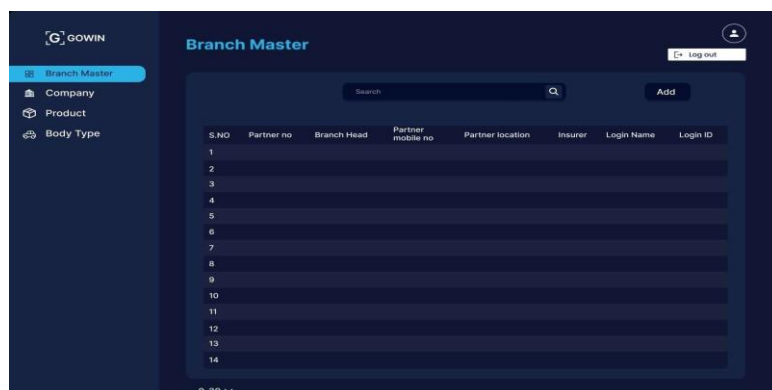 GOWIN
Branch Master
Log out
Branch Master
Company
Product
Body Type
Search
Add
S.NO Partner no Branch Head Partner mobile no Partner location Insurer Login Name Login ID
1
2
3
4
5
6
7
8
9
10
11
12
13
14